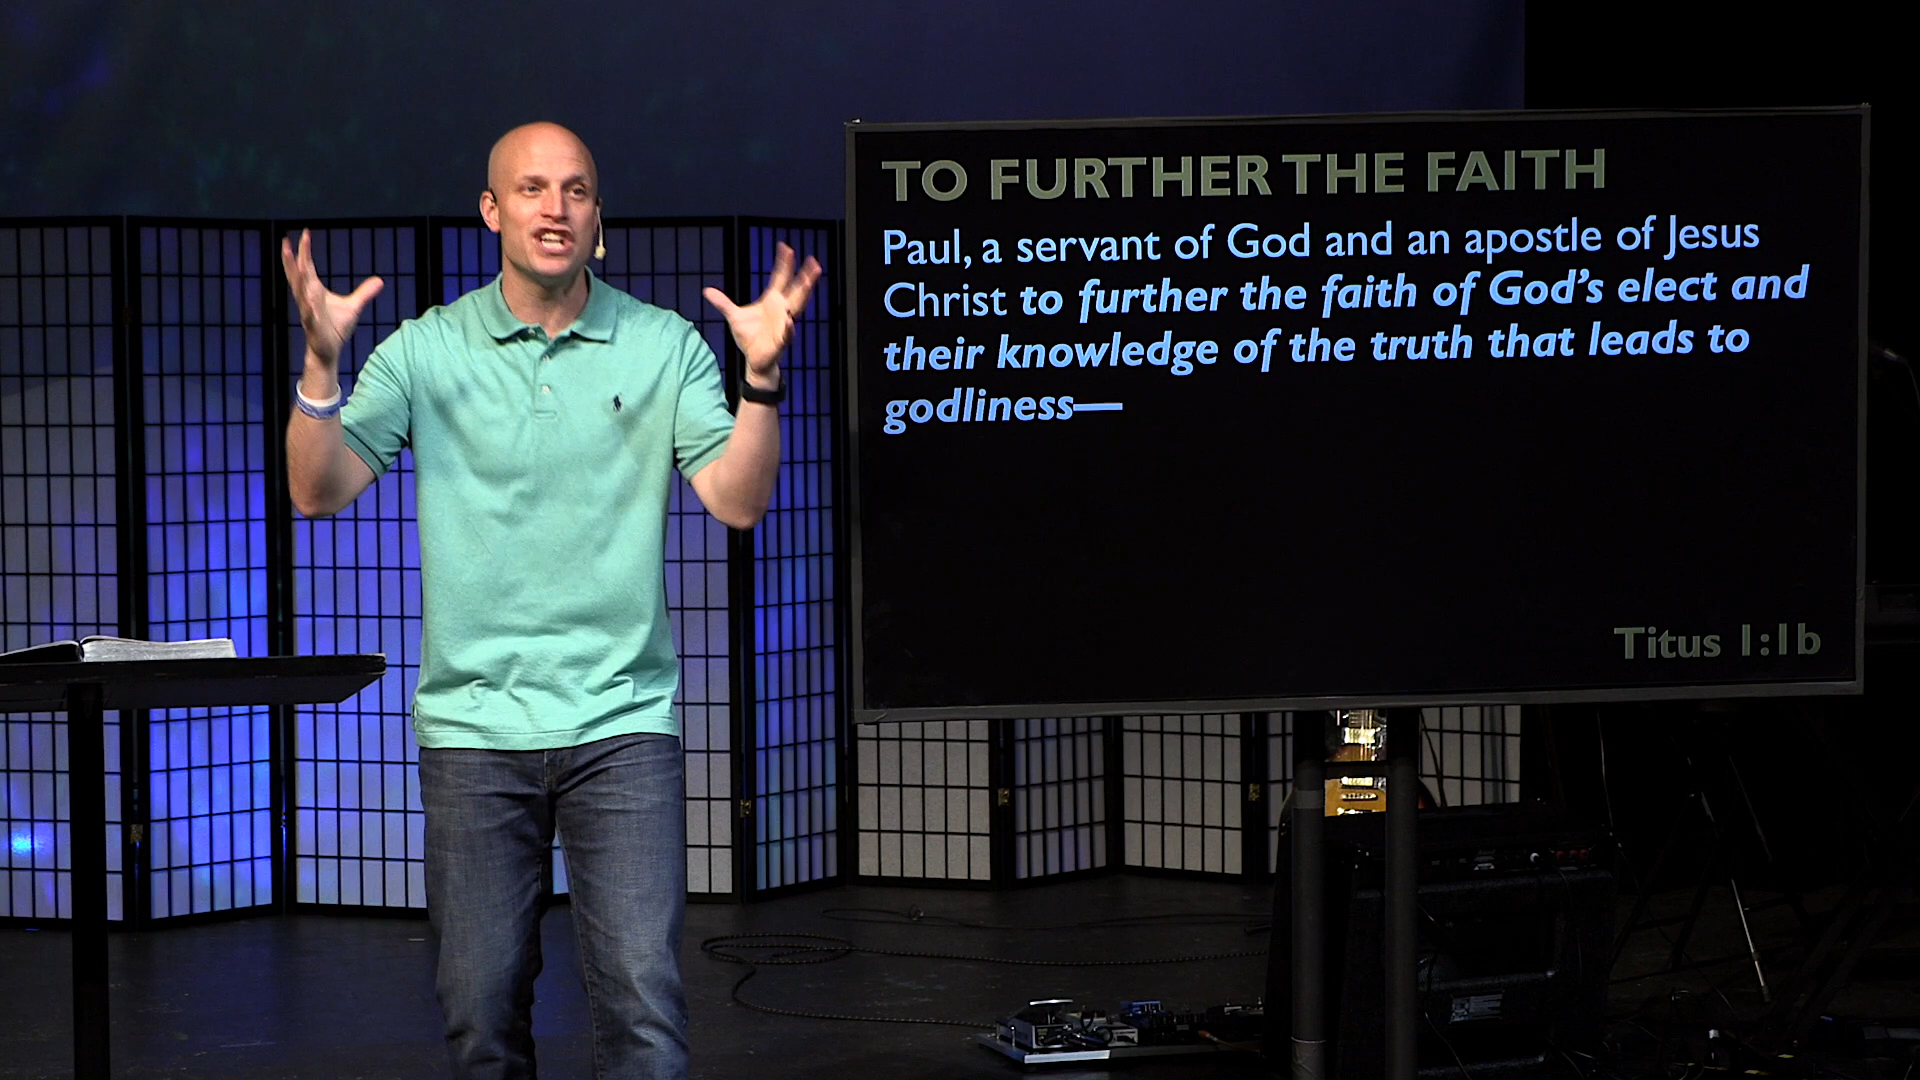 TO FURTHER THE FAITH
Paul, a servant of God and an apostle of Jesus
Christ to further the faith of God's elect and
their knowledge of the truth that leads to
godliness—
Titus 1:1b